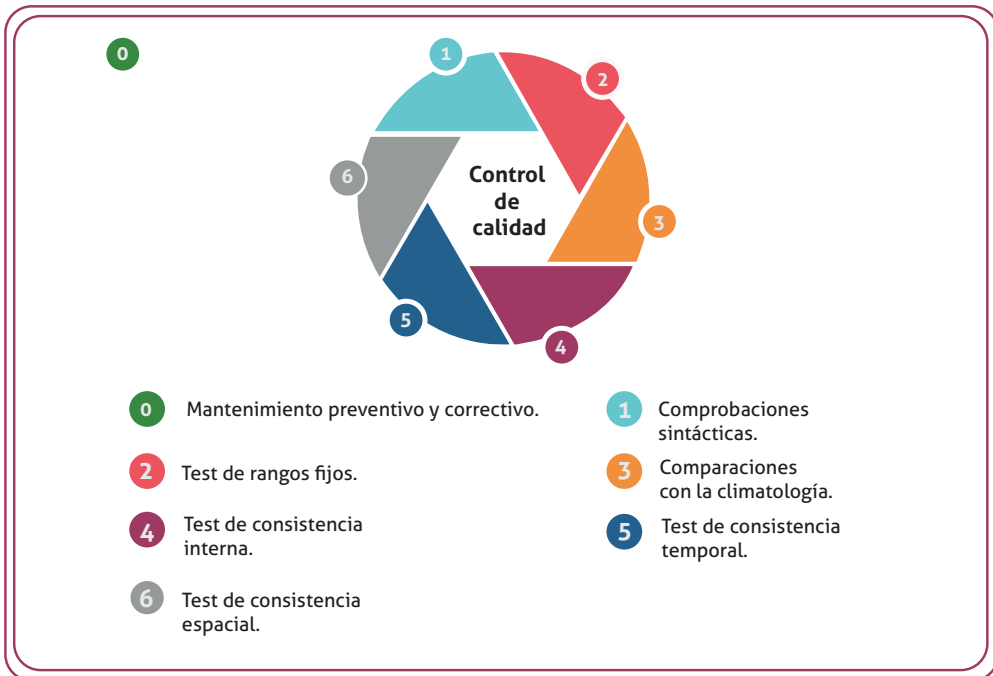 0
1
2
3
4
5
6
Control
de
calidad
0 Mantenimiento preventivo y correctivo.
1 Comprobaciones
sintácticas.
2 Test de rangos fijos.
3 Comparaciones
con la climatología.
4 Test de consistencia
interna.
5 Test de consistencia
temporal.
6 Test de consistencia
espacial.